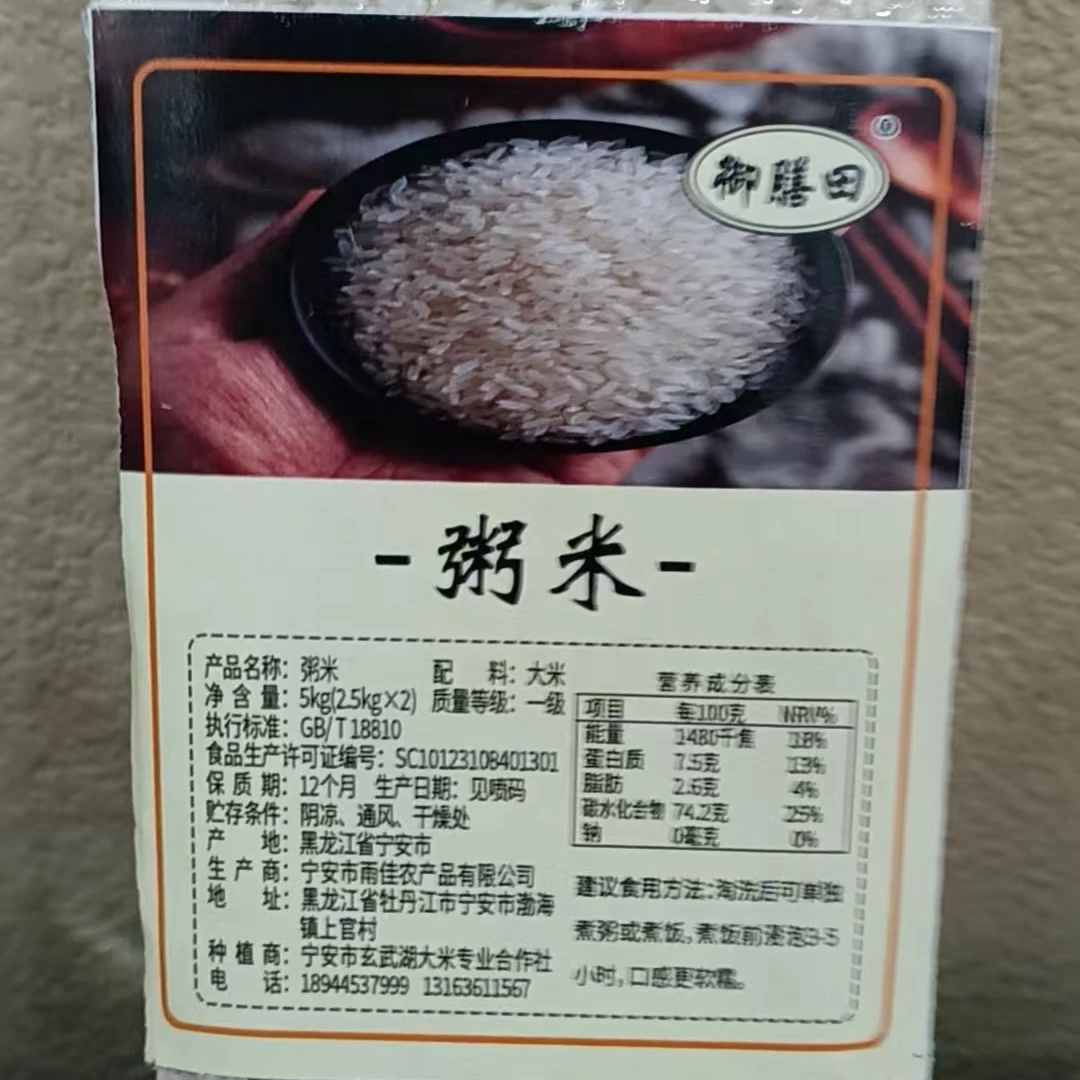 御膳田
®
-粥米-
产品名称：粥米 配 料：大米
净含量：5kg(2.5kg×2) 质量等级：一级
执行标准：GB/T18810
食品生产许可证编号：SC10123108401301
保质期：12个月 生产日期：见喷码
贮存条件：阴凉、通风、干燥处
产 地：黑龙江省宁安市
生产商：宁安市雨佳农产品有限公司
地 址：黑龙江省牡丹江市宁安市渤海
镇上官村
种植商：宁安市玄武湖大米专业合作社
电 话：18944537999 13163611567
营养成分表
项目 每100克 NRV%
能量 1480千焦 18%
蛋白质 7.5克 13%
脂肪 2.6克 4%
碳水化合物 74.2克 25%
钠 0毫克 0%
建议食用方法：淘洗后可单独
煮粥或煮饭，煮饭前浸泡3-5
小时，口感更软糯。